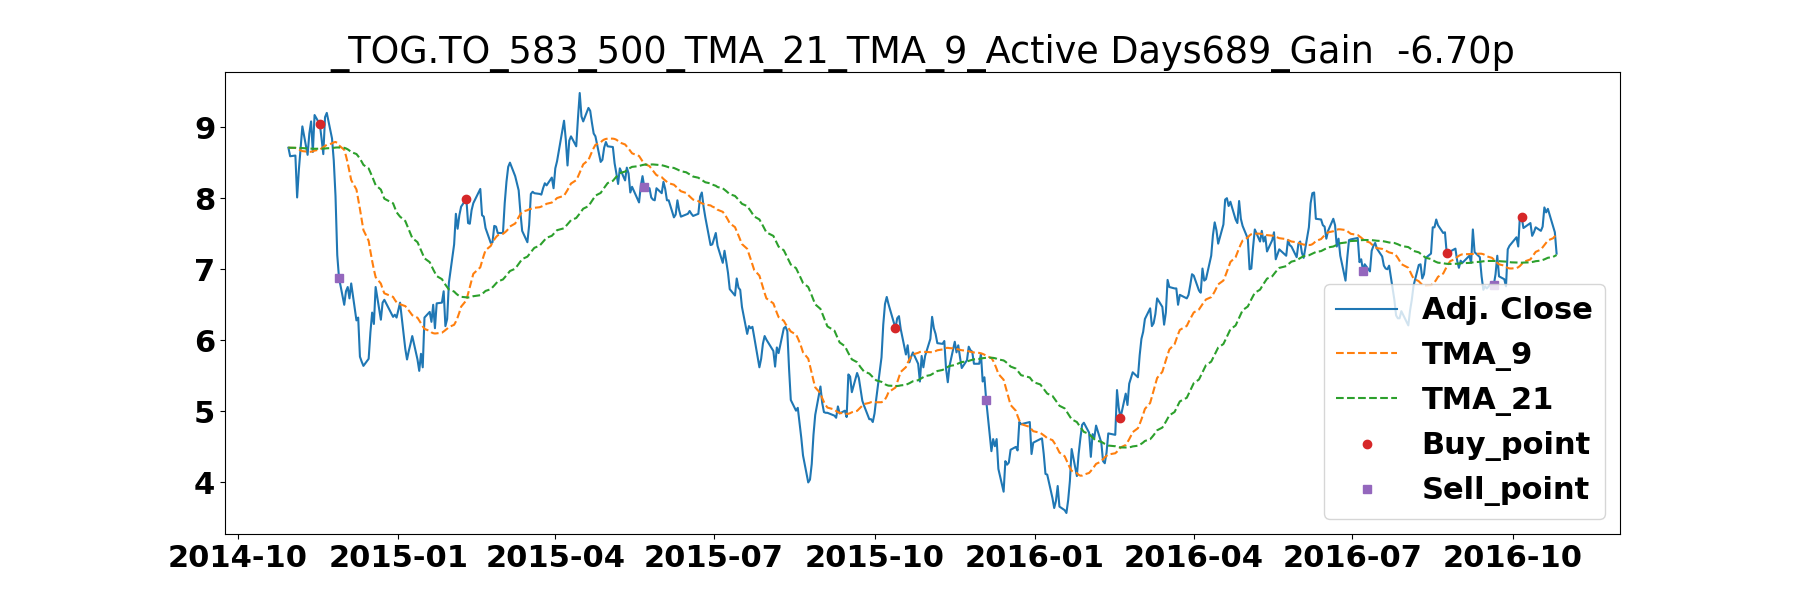 _TOG.TO_583_500_TMA_21_TMA_9_Active Days689_Gain  -6.70p
9
8
7
6
5
4
2014-10 2015-01 2015-04 2015-07 2015-10 2016-01 2016-04 2016-07 2016-10
Adj. Close
TMA_9
TMA_21
Buy_point
Sell_point